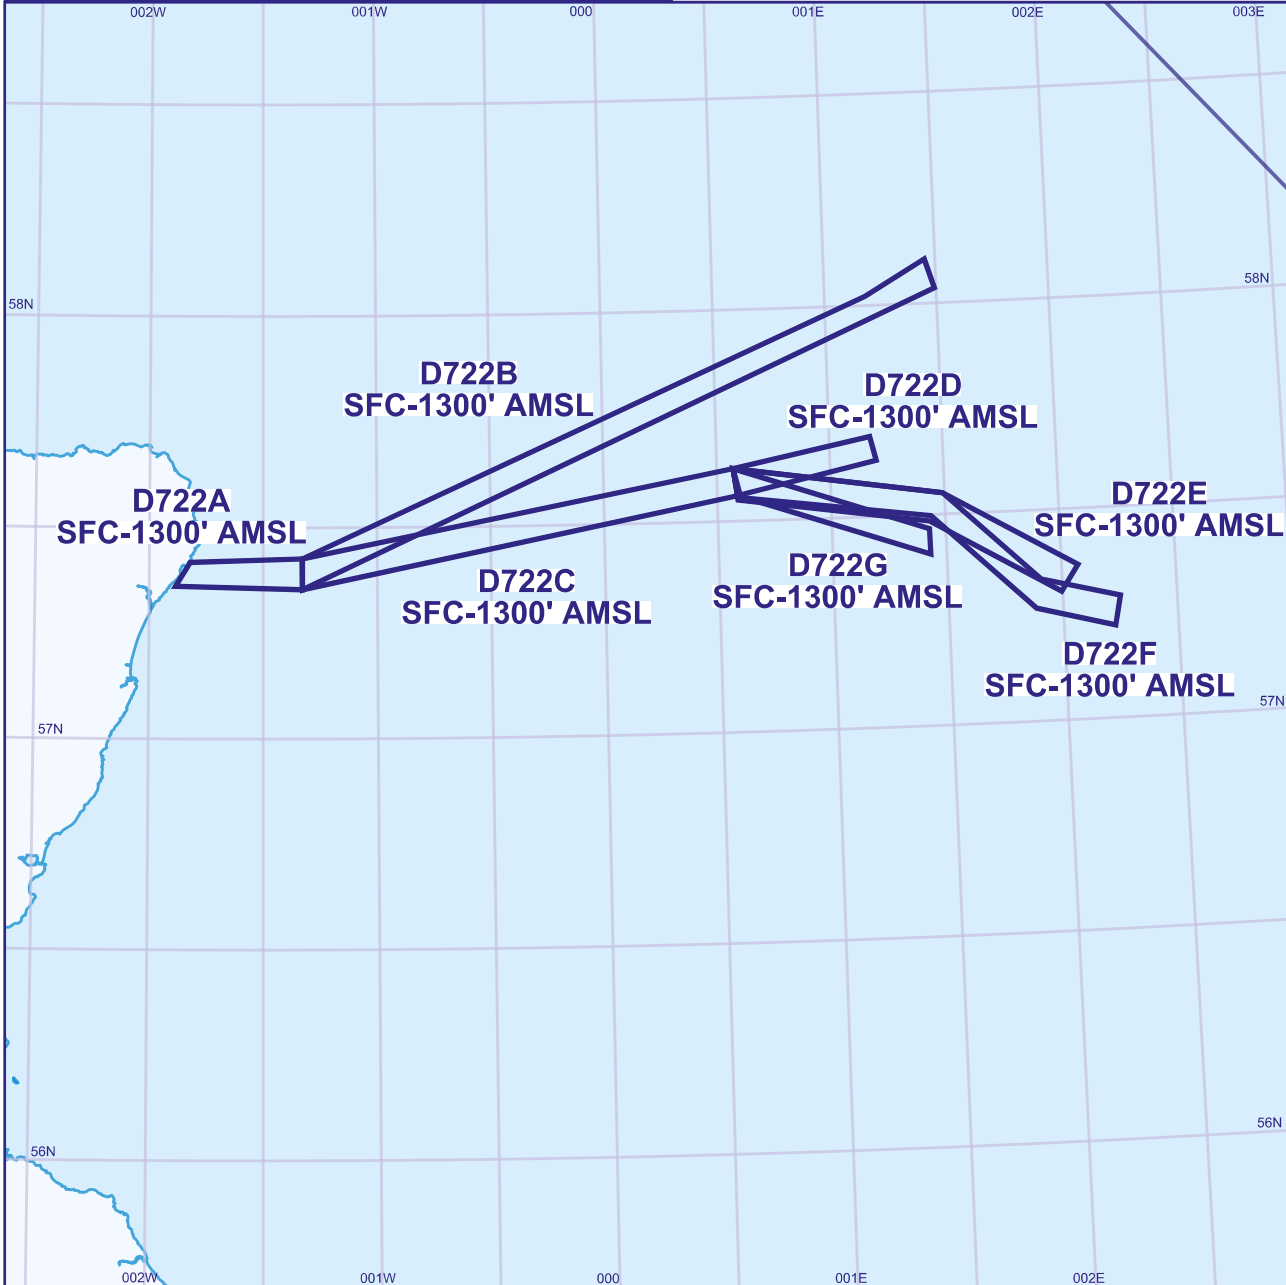 002W
001W
000
001E
002E
003E
58N
58N
D722B
SFC-1300' AMSL
D722D
SFC-1300' AMSL
D722A
SFC-1300' AMSL
D722E
SFC-1300' AMSL
D722G
SFC-1300' AMSL
D722C
SFC-1300' AMSL
D722F
SFC-1300' AMSL
57N
57N
56N
56N
002W
001W
000
001E
002E